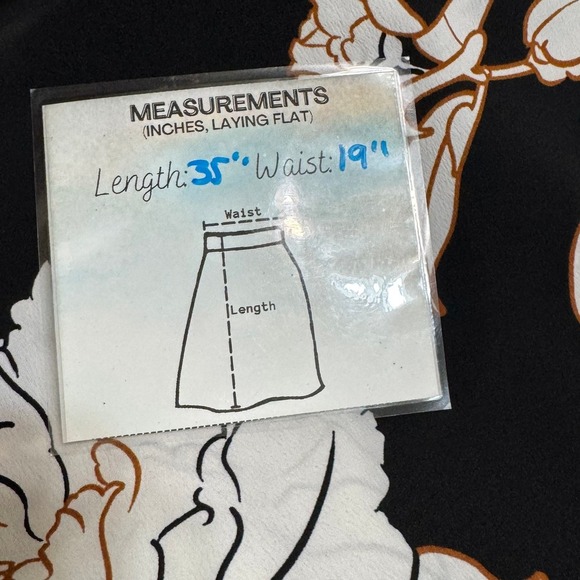 MEASUREMENTS
(INCHES, LAYING FLAT)
Length: 35" Waist: 19"
Waist
Length